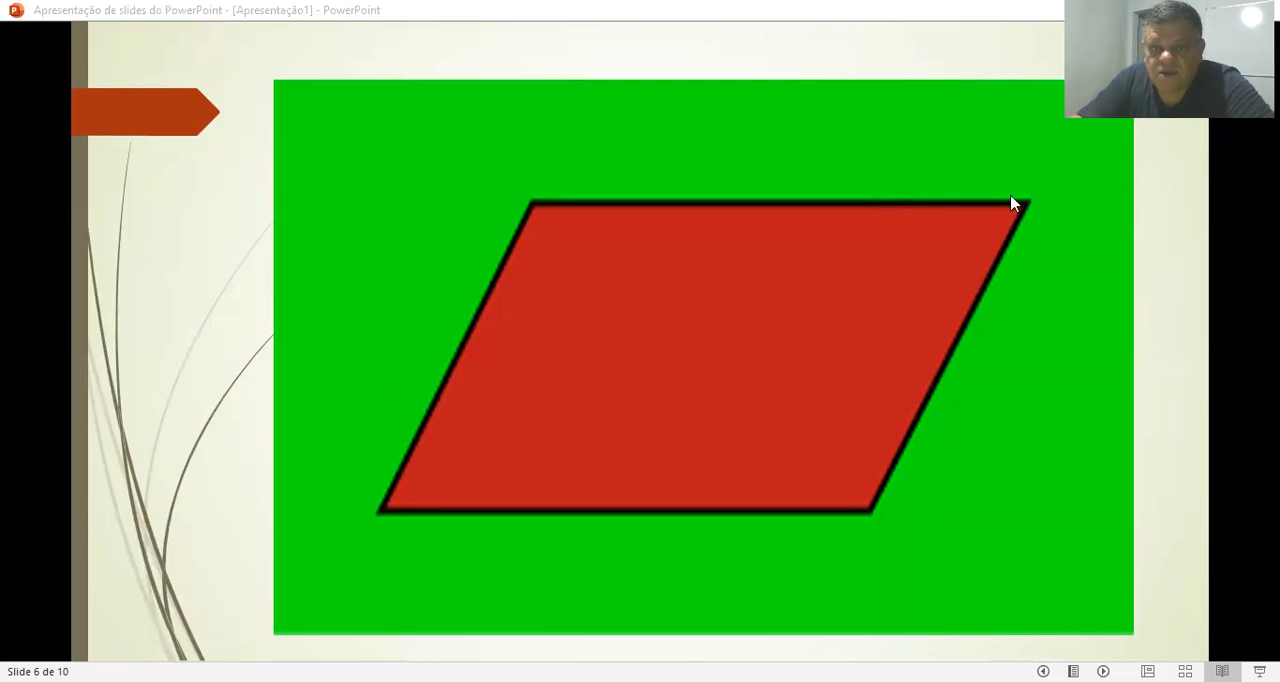 Apresentação de slides do PowerPoint - [Apresentação1] - PowerPoint
Slide 6 de 10